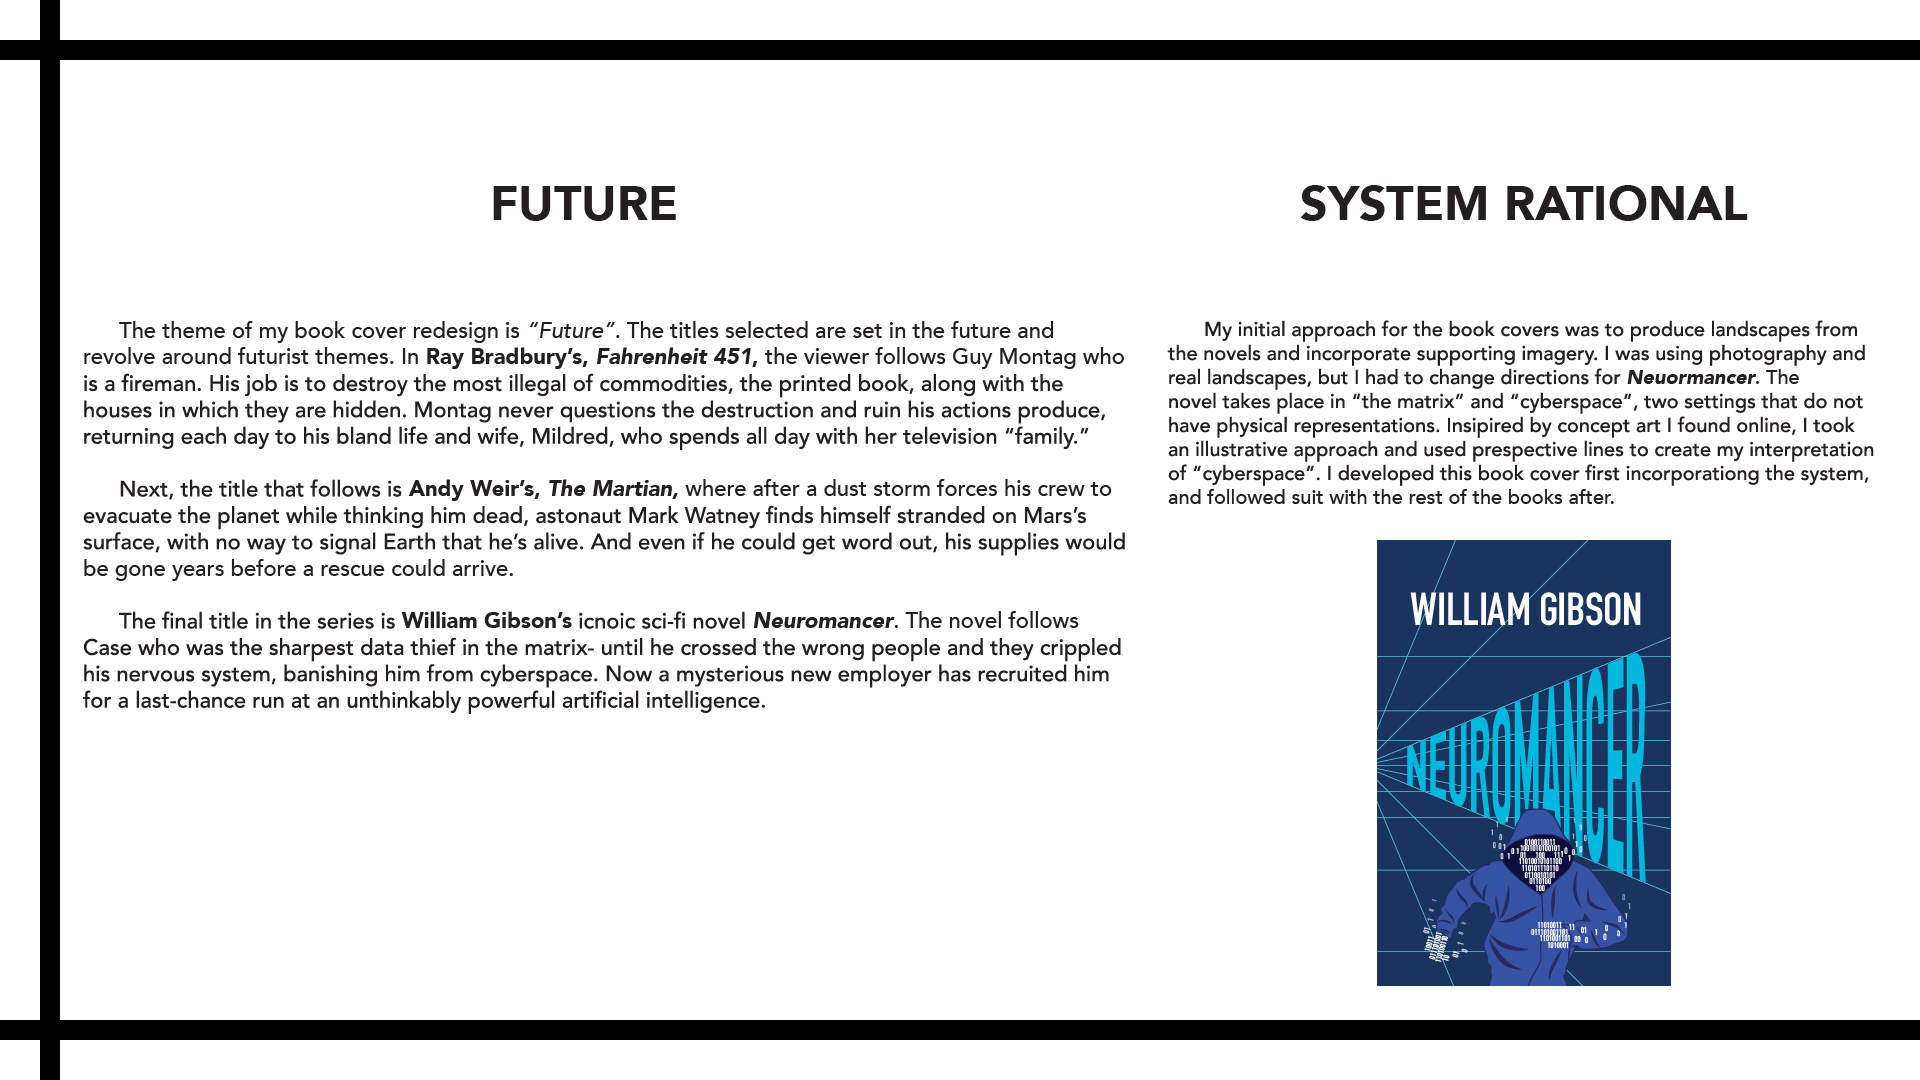 FUTURE
The theme of my book cover redesign is “Future”. The titles selected are set in the future and
revolve around futurist themes. In Ray Bradbury’s, Fahrenheit 451, the viewer follows Guy Montag who
is a fireman. His job is to destroy the most illegal of commodities, the printed book, along with the
houses in which they are hidden. Montag never questions the destruction and ruin his actions produce,
returning each day to his bland life and wife, Mildred, who spends all day with her television ”family.”
Next, the title that follows is Andy Weir’s, The Martian, where after a dust storm forces his crew to
evacuate the planet while thinking him dead, astonaut Mark Watney finds himself stranded on Mars’s
surface, with no way to signal Earth that he’s alive. And even if he could get word out, his supplies would
be gone years before a rescue could arrive.
The final title in the series is William Gibson’s icnoic sci-fi novel Neuromancer. The novel follows
Case who was the sharpest data thief in the matrix- until he crossed the wrong people and they crippled
his nervous system, banishing him from cyberspace. Now a mysterious new employer has recruited him
for a last-chance run at an unthinkably powerful artificial intelligence.
SYSTEM RATIONAL
My initial approach for the book covers was to produce landscapes from
the novels and incorporate supporting imagery. I was using photography and
real landscapes, but I had to change directions for Neuormancer. The
novel takes place in “the matrix” and “cyberspace”, two settings that do not
have physical representations. Insipired by concept art I found online, I took
an illustrative approach and used prespective lines to create my interpretation
of “cyberspace”. I developed this book cover first incorporationg the system,
and followed suit with the rest of the books after.
WILLIAM GIBSON
NEUROMANCER